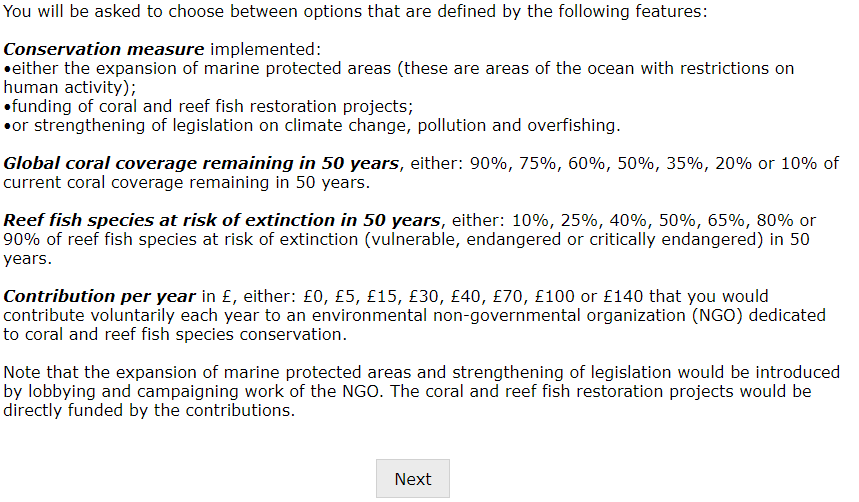 You will be asked to choose between options that are defined by the following features:
Conservation measure implemented:
•either the expansion of marine protected areas (these are areas of the ocean with restrictions on
human activity);
•funding of coral and reef fish restoration projects;
•or strengthening of legislation on climate change, pollution and overfishing.
Global coral coverage remaining in 50 years, either: 90%, 75%, 60%, 50%, 35%, 20% or 10% of
current coral coverage remaining in 50 years.
Reef fish species at risk of extinction in 50 years, either: 10%, 25%, 40%, 50%, 65%, 80% or
90% of reef fish species at risk of extinction (vulnerable, endangered or critically endangered) in 50
years.
Contribution per year in £, either: £0, £5, £15, £30, £40, £70, £100 or £140 that you would
contribute voluntarily each year to an environmental non-governmental organization (NGO) dedicated
to coral and reef fish species conservation.
Note that the expansion of marine protected areas and strengthening of legislation would be introduced
by lobbying and campaigning work of the NGO. The coral and reef fish restoration projects would be
directly funded by the contributions.
Next